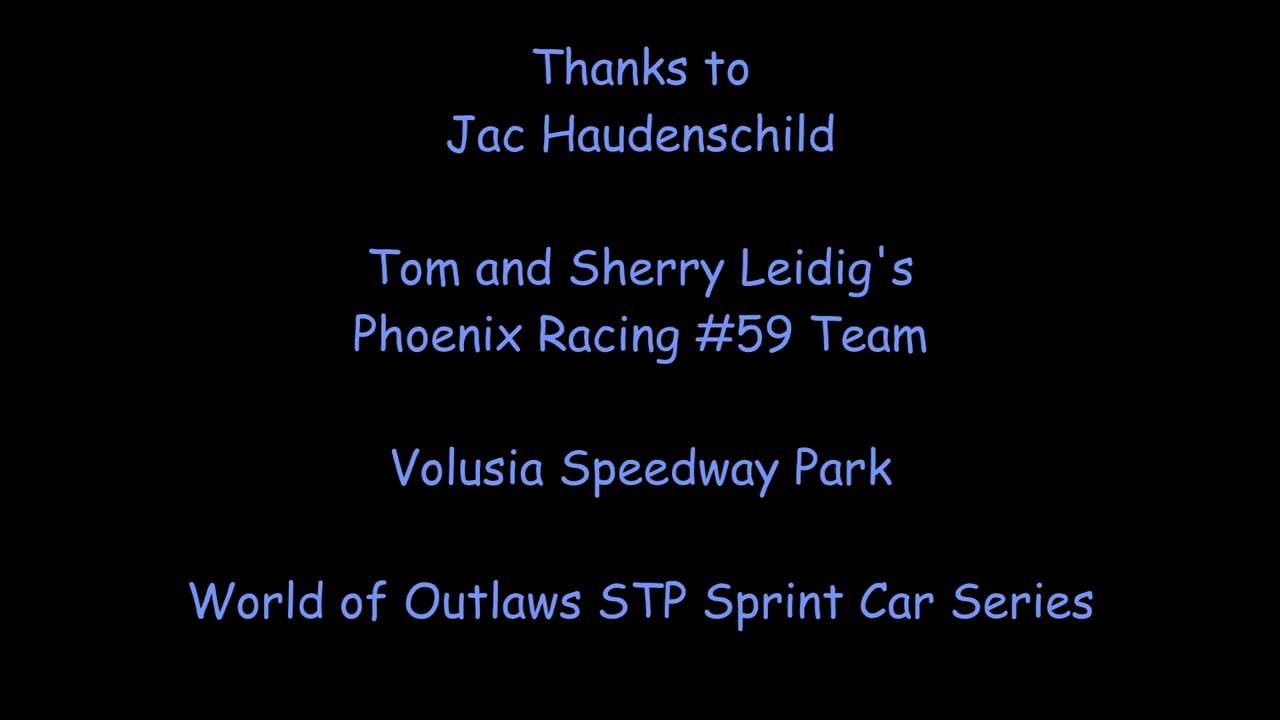 Thanks to
Jac Haudenschild
Tom and Sherry Leidig's
Phoenix Racing #59 Team
Volusia Speedway Park
World of Outlaws STP Sprint Car Series